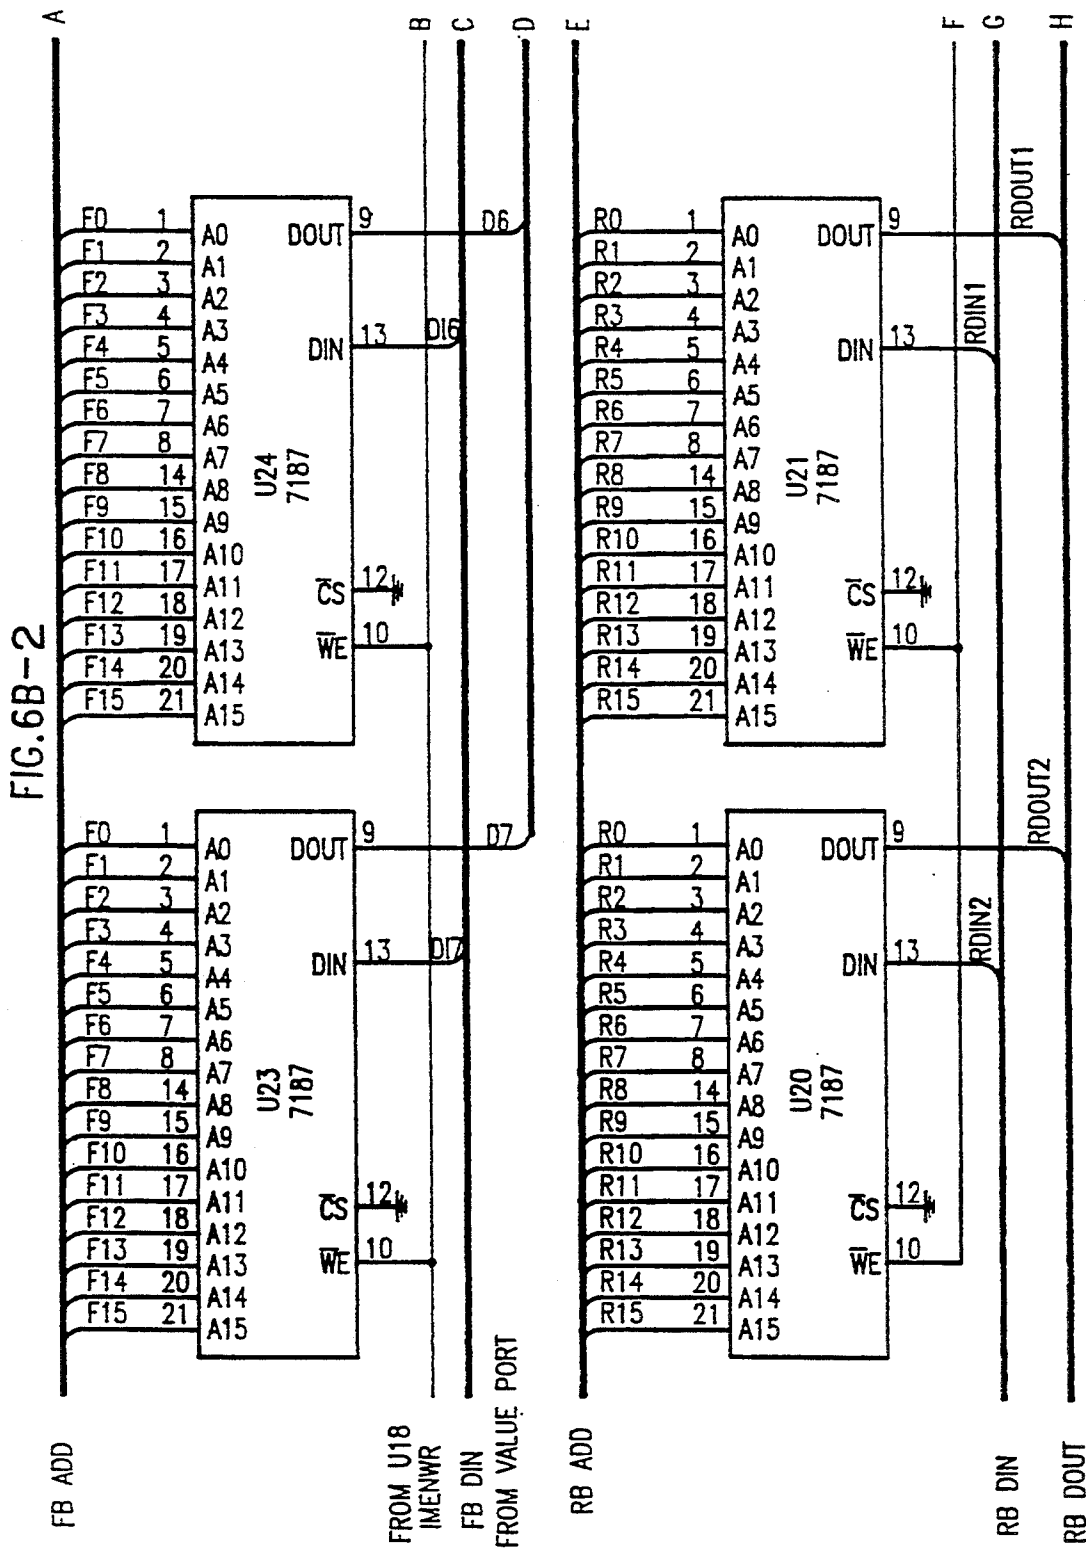 FIG.6B-2
A
B
C
D
E
F
G
H
F0 1 A0
F1 2 A1
F2 3 A2
F3 4 A3
F4 5 A4
F5 6 A5
F6 7 A6
F7 8 A7
F8 14 A8
F9 15 A9
F10 16 A10
F11 17 A11
F12 18 A12
F13 19 A13
F14 20 A14
F15 21 A15
U24
7187
DOUT 9 D6
DIN 13 DI6
C̅S̅ 12
W̅E̅ 10
R0 1 A0
R1 2 A1
R2 3 A2
R3 4 A3
R4 5 A4
R5 6 A5
R6 7 A6
R7 8 A7
R8 14 A8
R9 15 A9
R10 16 A10
R11 17 A11
R12 18 A12
R13 19 A13
R14 20 A14
R15 21 A15
U21
7187
DOUT 9 RDOUT1
DIN 13 RDIN1
C̅S̅ 12
W̅E̅ 10
F0 1 A0
F1 2 A1
F2 3 A2
F3 4 A3
F4 5 A4
F5 6 A5
F6 7 A6
F7 8 A7
F8 14 A8
F9 15 A9
F10 16 A10
F11 17 A11
F12 18 A12
F13 19 A13
F14 20 A14
F15 21 A15
U23
7187
DOUT 9 D7
DIN 13 DI7
C̅S̅ 12
W̅E̅ 10
R0 1 A0
R1 2 A1
R2 3 A2
R3 4 A3
R4 5 A4
R5 6 A5
R6 7 A6
R7 8 A7
R8 14 A8
R9 15 A9
R10 16 A10
R11 17 A11
R12 18 A12
R13 19 A13
R14 20 A14
R15 21 A15
U20
7187
DOUT 9 RDOUT2
DIN 13 RDIN2
C̅S̅ 12
W̅E̅ 10
FB ADD
FROM U18
IMENWR
FB DIN
FROM VALUE PORT
RB ADD
RB DIN
RB DOUT